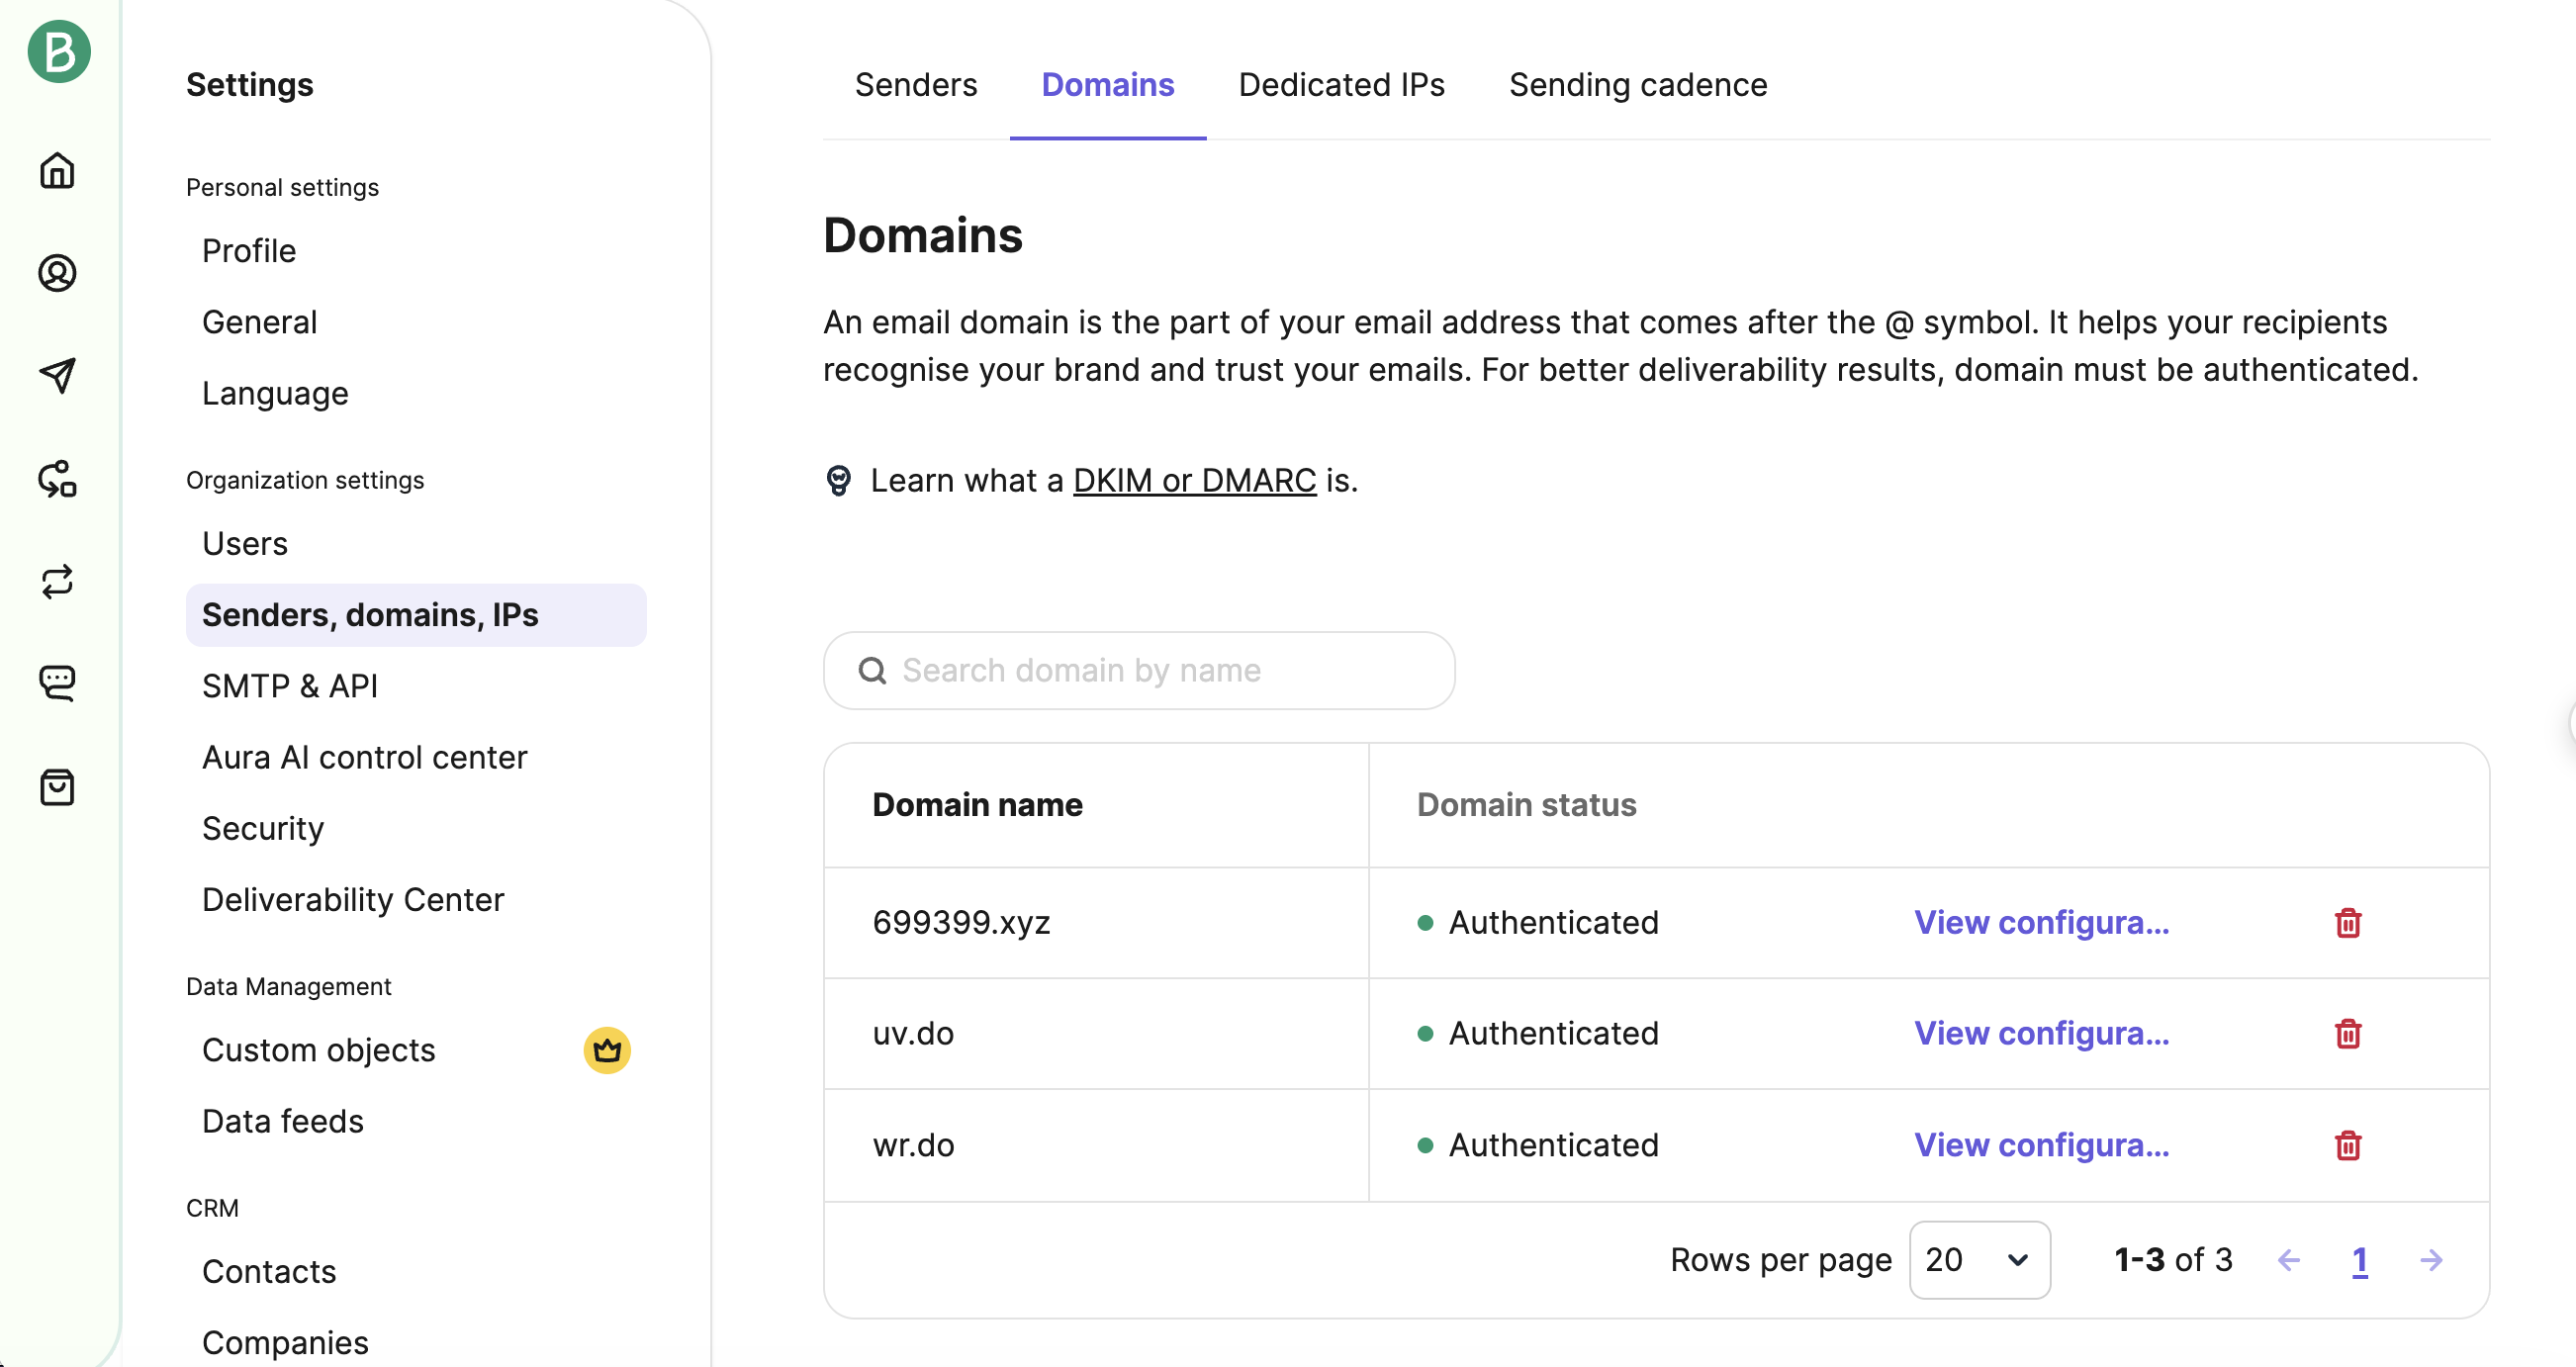 B
Settings
Personal settings
Profile
General
Language
Organization settings
Users
Senders, domains, IPs
SMTP & API
Aura AI control center
Security
Deliverability Center
Data Management
Custom objects
Data feeds
CRM
Contacts
Companies
Senders Domains Dedicated IPs Sending cadence
Domains
An email domain is the part of your email address that comes after the @ symbol. It helps your recipients
recognise your brand and trust your emails. For better deliverability results, domain must be authenticated.
Learn what a DKIM or DMARC is.
Search domain by name
Domain name Domain status
699399.xyz Authenticated View configura...
uv.do Authenticated View configura...
wr.do Authenticated View configura...
Rows per page 20 1-3 of 3 1